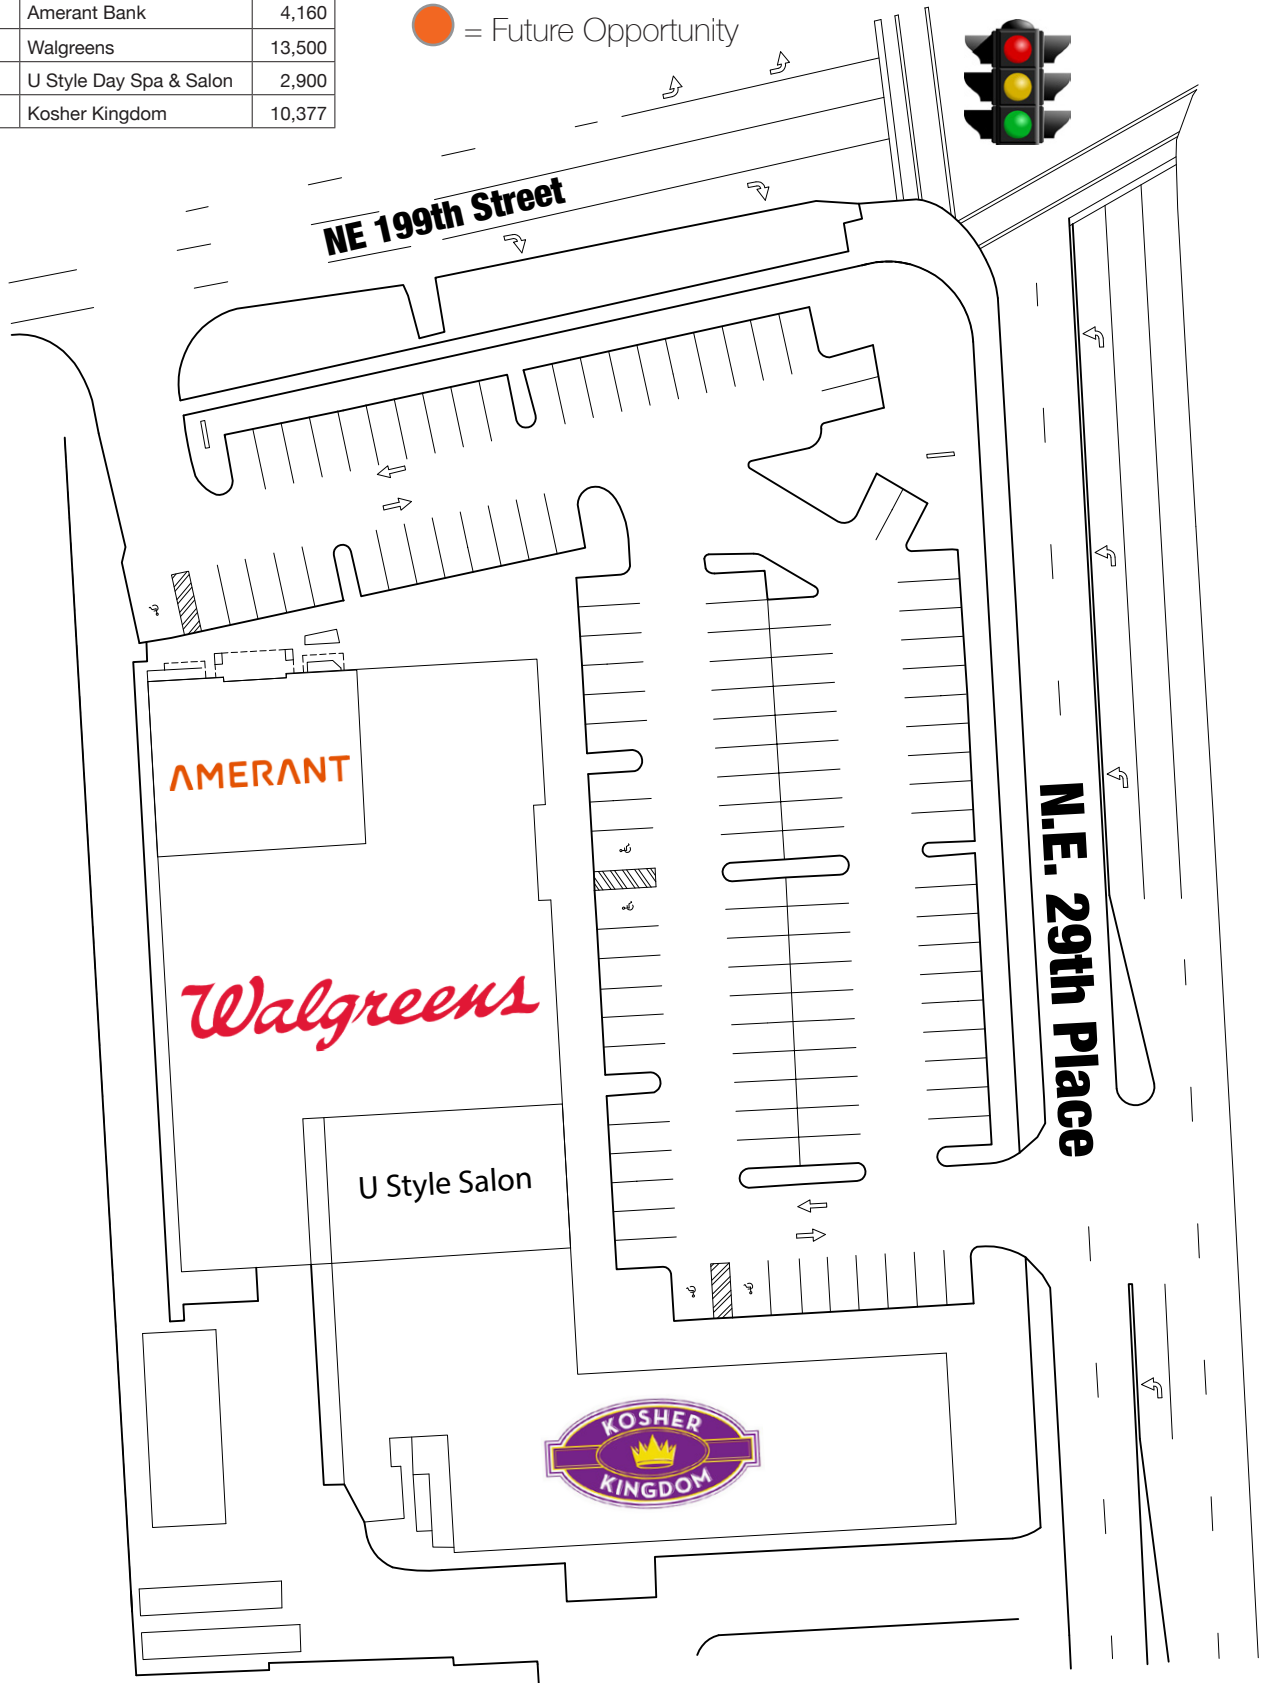 Amerant Bank 4,160
Walgreens 13,500
U Style Day Spa & Salon 2,900
Kosher Kingdom 10,377
= Future Opportunity
NE 199th Street
AMERANT
N.E. 29th Place
Walgreens
U Style Salon
KOSHER
KINGDOM